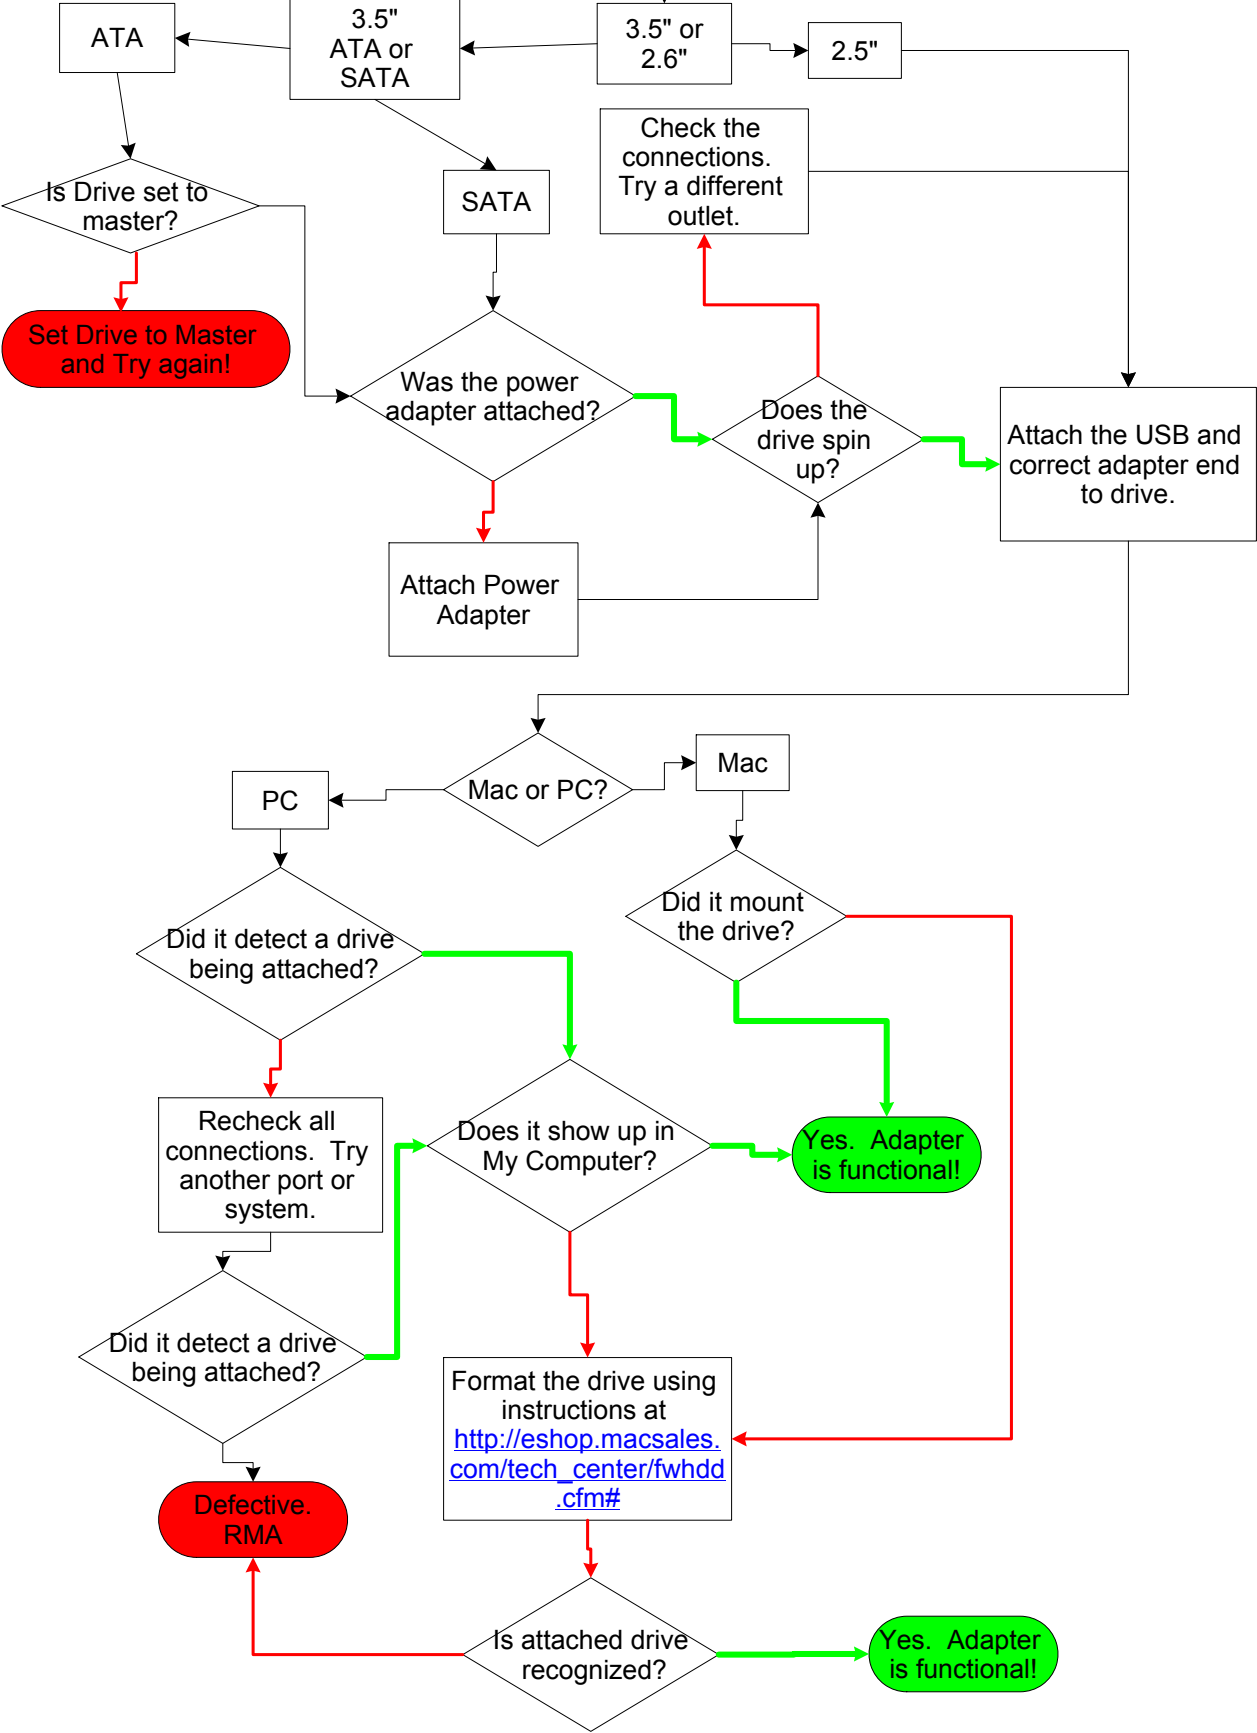 ATA
3.5"
ATA or
SATA
3.5" or
2.6"
2.5"
Check the
connections.
Try a different
outlet.
Is Drive set to
master?
SATA
Set Drive to Master
and Try again!
Was the power
adapter attached?
Does the
drive spin
up?
Attach the USB and
correct adapter end
to drive.
Attach Power
Adapter
Mac or PC?
Mac
PC
Did it mount
the drive?
Did it detect a drive
being attached?
Recheck all
connections.  Try
another port or
system.
Does it show up in
My Computer?
Yes.  Adapter
is functional!
Did it detect a drive
being attached?
Format the drive using
instructions at
http://eshop.macsales.
com/tech_center/fwhdd
.cfm#
Defective.
RMA
Is attached drive
recognized?
Yes.  Adapter
is functional!